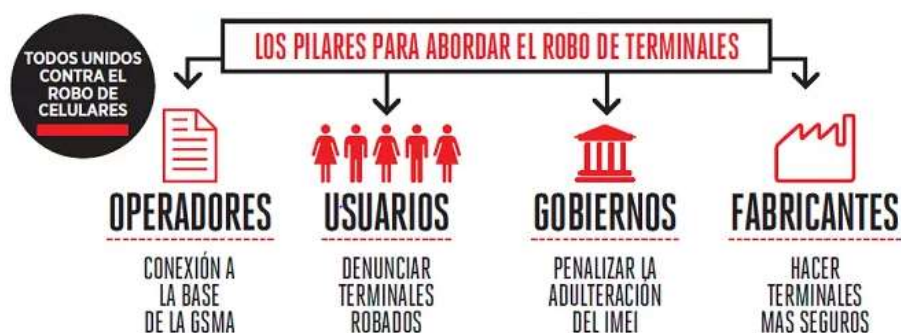 TODOS UNIDOS
CONTRA EL
ROBO DE
CELULARES
LOS PILARES PARA ABORDAR EL ROBO DE TERMINALES
OPERADORES
CONEXIÓN A
LA BASE
DE LA GSMA
USUARIOS
DENUNCIAR
TERMINALES
ROBADOS
GOBIERNOS
PENALIZAR LA
ADULTERACIÓN
DEL IMEI
FABRICANTES
HACER
TERMINALES
MAS SEGUROS